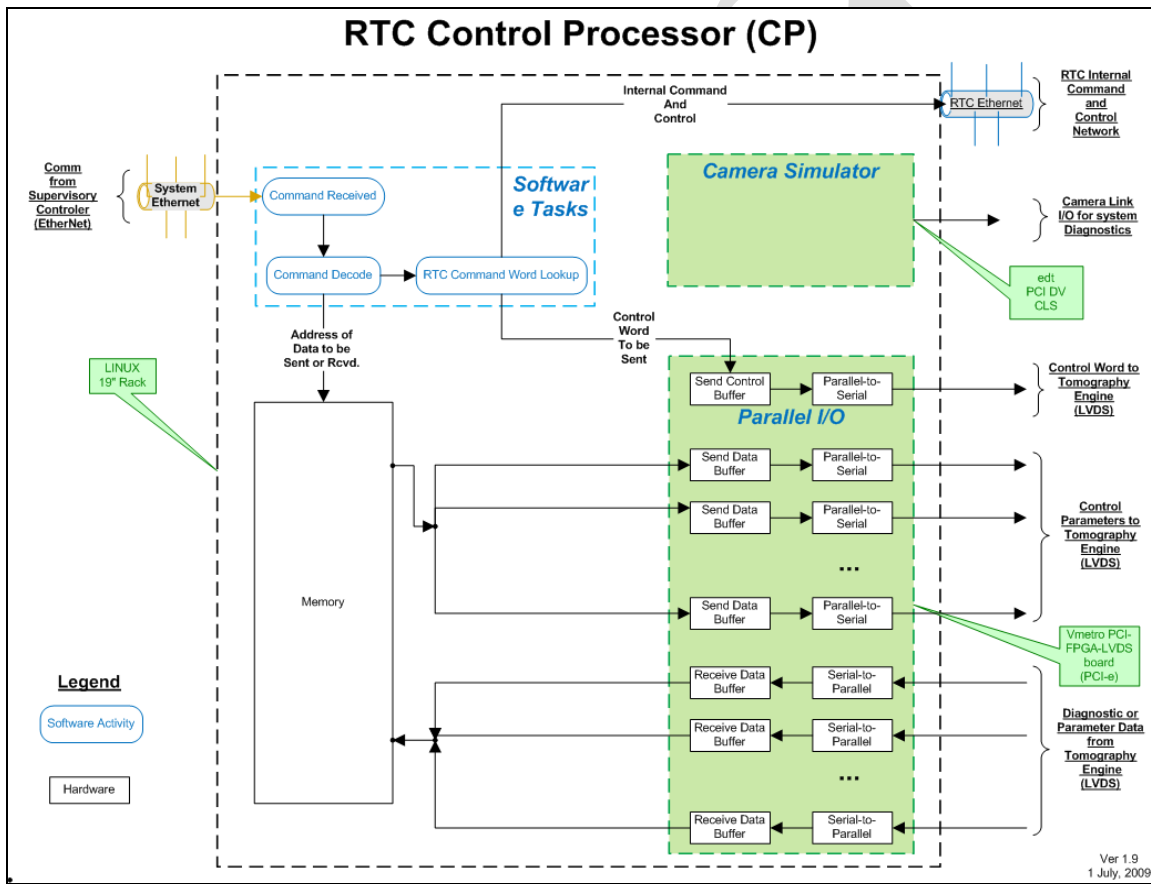 RTC Control Processor (CP)
Internal Command
And
Control
RTC Ethernet
RTC Internal
Command
and
Control
Network
Comm
from
Supervisory
Controler
(EtherNet)
System
Ethernet
Command Received
Softwar
e Tasks
Command Decode
RTC Command Word Lookup
Camera Simulator
Camera Link
I/O for system
Diagnostics
edt
PCI DV
CLS
Address of
Data to be
Sent or Rcvd.
Control
Word
To be
Sent
LINUX
19" Rack
Send Control
Buffer
Parallel-to-
Serial
Control Word to
Tomography
Engine
(LVDS)
Parallel I/O
Send Data
Buffer
Parallel-to-
Serial
Send Data
Buffer
Parallel-to-
Serial
...
Send Data
Buffer
Parallel-to-
Serial
Control
Parameters to
Tomography
Engine
(LVDS)
Memory
Vmetro PCI-
FPGA-LVDS
board
(PCI-e)
Receive Data
Buffer
Serial-to-
Parallel
Receive Data
Buffer
Serial-to-
Parallel
...
Receive Data
Buffer
Serial-to-
Parallel
Diagnostic or
Parameter Data
from
Tomography
Engine
(LVDS)
Legend
Software Activity
Hardware
Ver 1.9
1 July, 2009